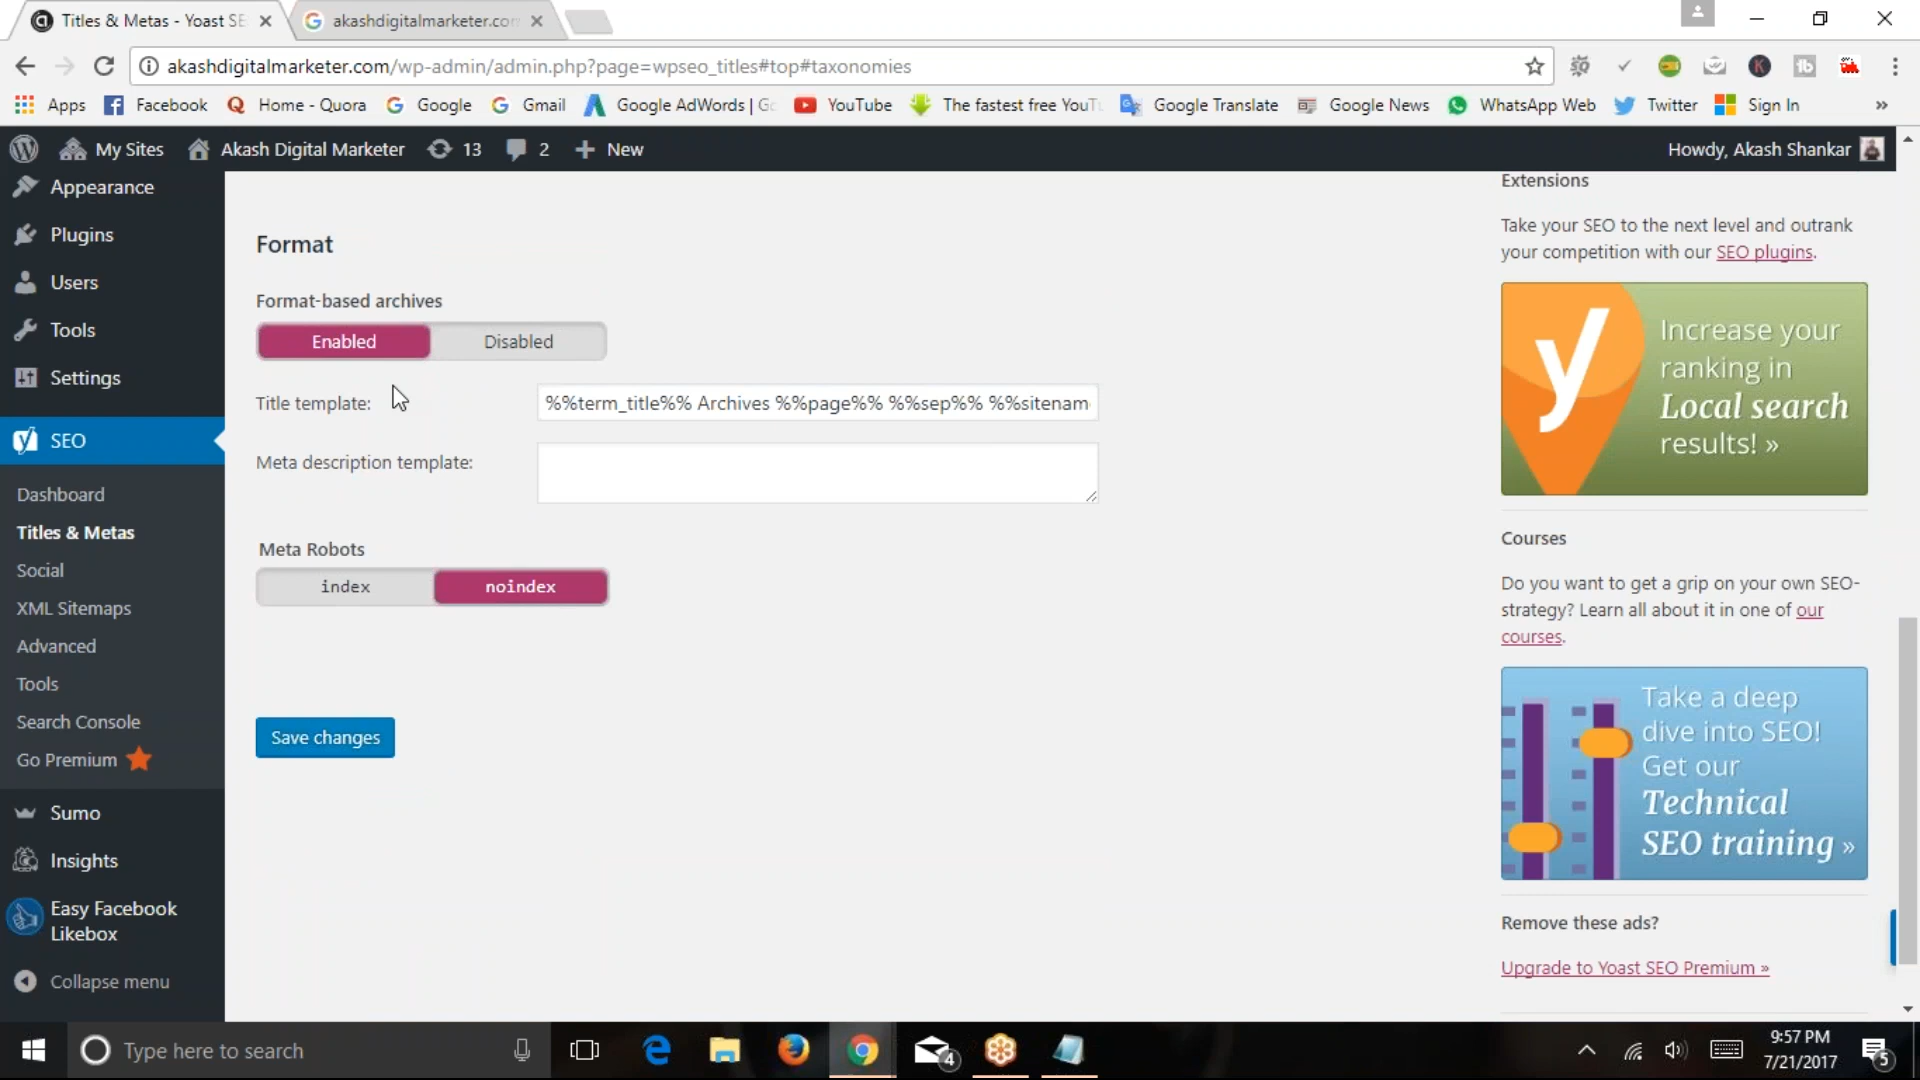 Titles & Metas - Yoast SE
akashdigitalmarketer.com
akashdigitalmarketer.com/wp-admin/admin.php?page=wpseo_titles#top#taxonomies
Apps
Facebook
Home - Quora
Google
Gmail
Google AdWords | Go
YouTube
The fastest free YouTu
Google Translate
Google News
WhatsApp Web
Twitter
Sign In
»
My Sites
Akash Digital Marketer
13
2
New
Howdy, Akash Shankar
Appearance
Plugins
Users
Tools
Settings
SEO
Dashboard
Titles & Metas
Social
XML Sitemaps
Advanced
Tools
Search Console
Go Premium
Sumo
Insights
Easy Facebook
Likebox
Collapse menu
Format
Format-based archives
Enabled
Disabled
Title template:
%%term_title%% Archives %%page%% %%sep%% %%sitenam
Meta description template:
Meta Robots
index
noindex
Save changes
Extensions
Take your SEO to the next level and outrank
your competition with our SEO plugins.
Increase your
ranking in
Local search
results! »
Courses
Do you want to get a grip on your own SEO-
strategy? Learn all about it in one of our
courses.
Take a deep
dive into SEO!
Get our
Technical
SEO training »
Remove these ads?
Upgrade to Yoast SEO Premium »
Type here to search
4
9:57 PM
7/21/2017
5